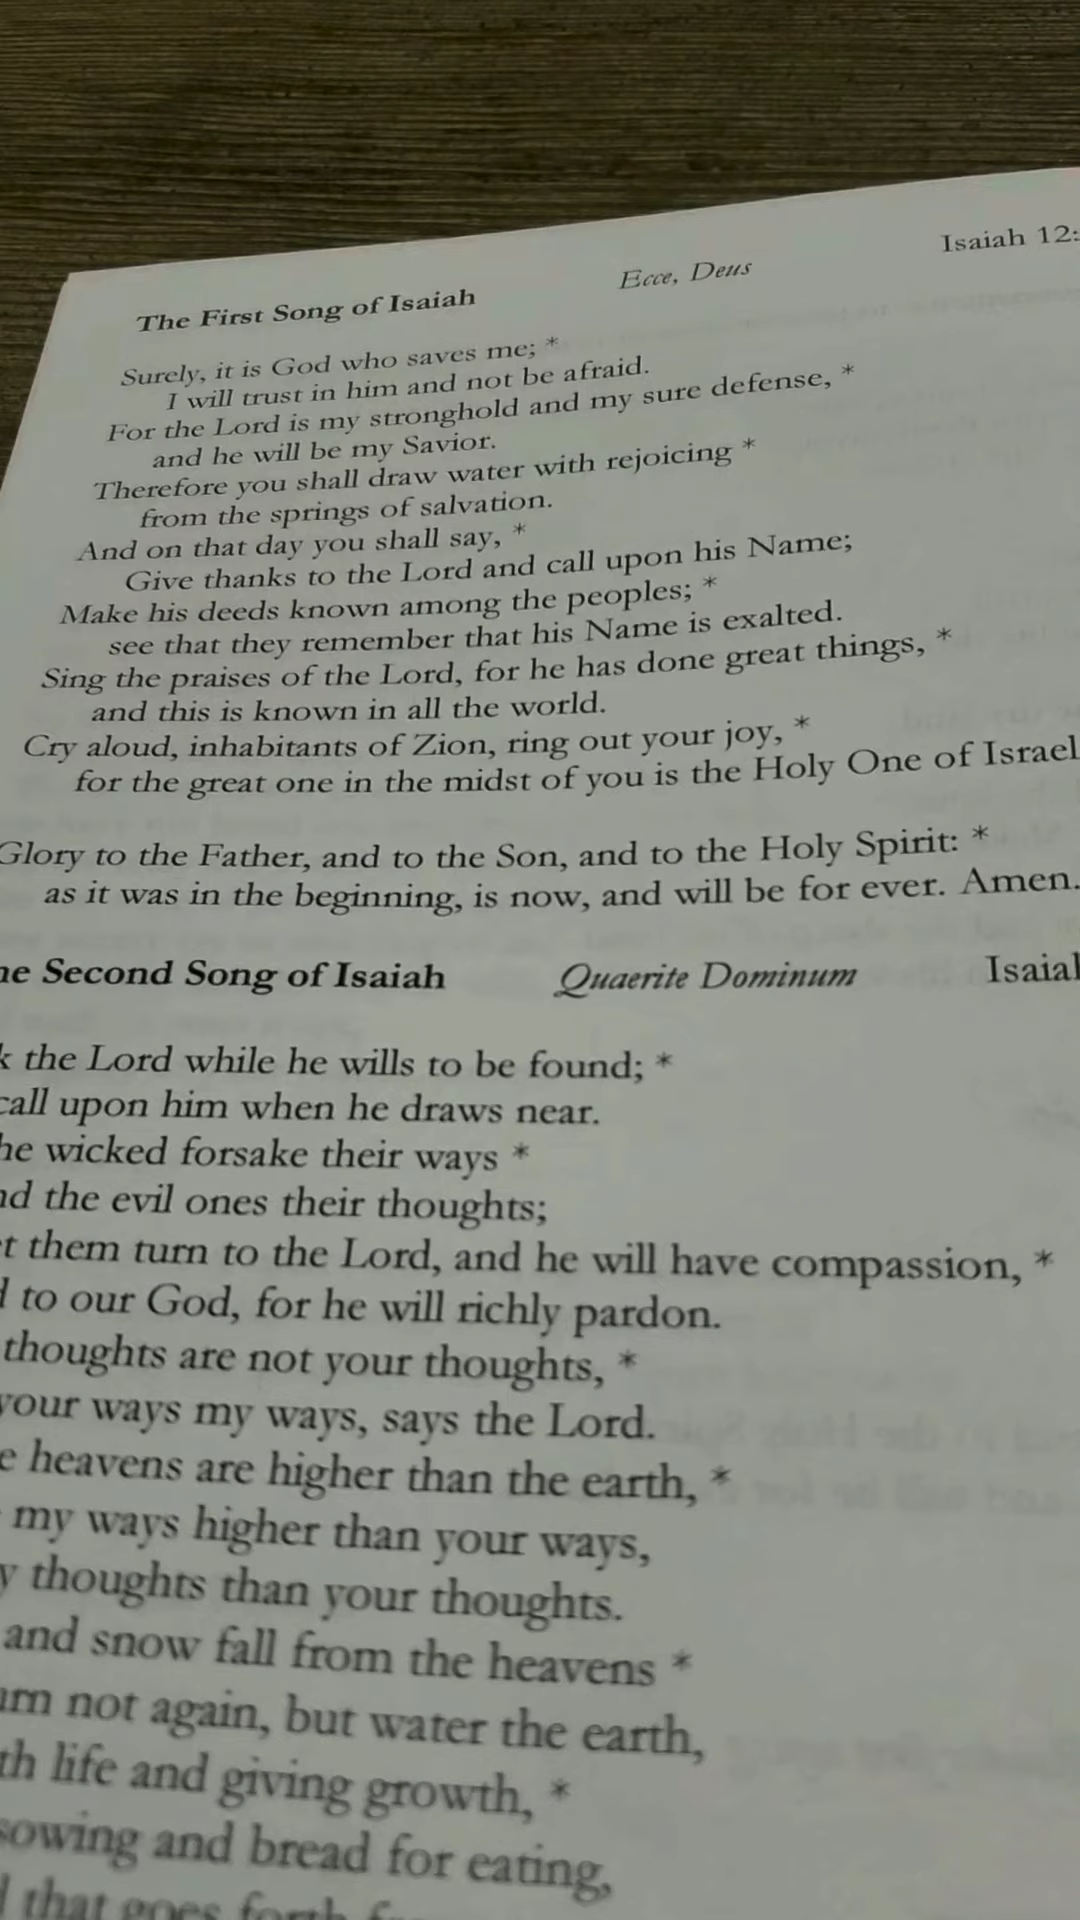 The First Song of Isaiah Ecce, Deus Isaiah 12:
Surely, it is God who saves me; *
I will trust in him and not be afraid.
For the Lord is my stronghold and my sure defense, *
and he will be my Savior.
Therefore you shall draw water with rejoicing *
from the springs of salvation.
And on that day you shall say, *
Give thanks to the Lord and call upon his Name;
Make his deeds known among the peoples; *
see that they remember that his Name is exalted.
Sing the praises of the Lord, for he has done great things, *
and this is known in all the world.
Cry aloud, inhabitants of Zion, ring out your joy, *
for the great one in the midst of you is the Holy One of Israel
Glory to the Father, and to the Son, and to the Holy Spirit: *
as it was in the beginning, is now, and will be for ever. Amen.
Second Song of Isaiah Quaerite Dominum
the Lord while he wills to be found; *
call upon him when he draws near.
wicked forsake their ways *
the evil ones their thoughts;
them turn to the Lord, and he will have compassion, *
to our God, for he will richly pardon.
thoughts are not your thoughts, *
your ways my ways, says the Lord.
heavens are higher than the earth, *
my ways higher than your ways,
thoughts than your thoughts.
and snow fall from the heavens *
not again, but water the earth,
life and giving growth, *
sowing and bread for eating,
that goes forth